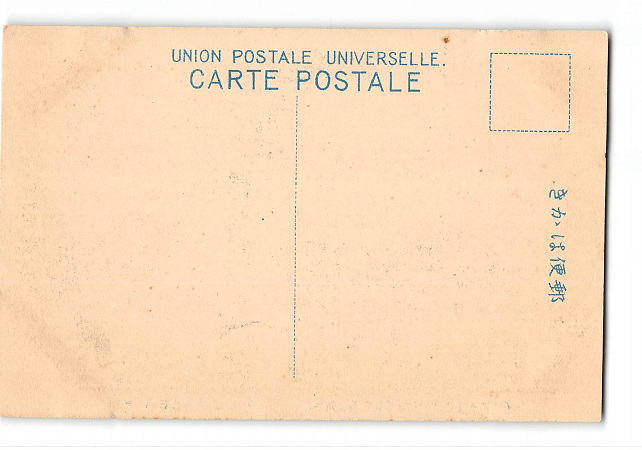 UNION POSTALE UNIVERSELLE.
CARTE POSTALE
郵便はかき